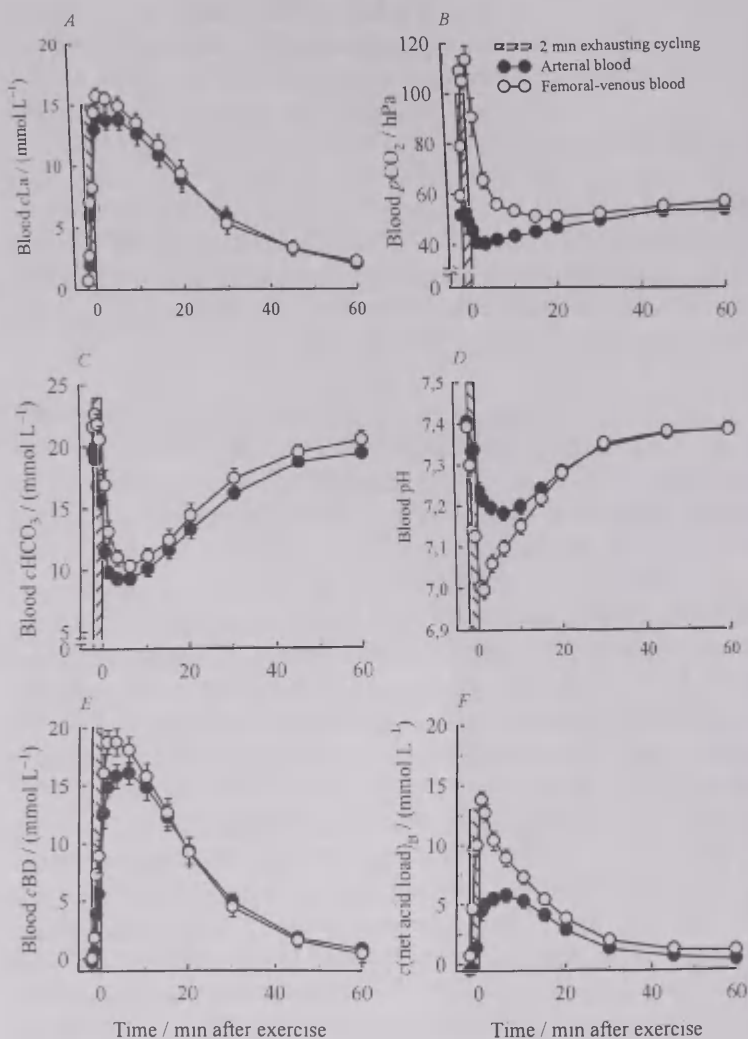 A
20
15
10
5
0
0 20 40 60
Blood cLa / (mmol L⁻¹)
B
120
100
80
60
40
0
0 20 40 60
Blood pCO₂ / hPa
2 min exhausting cycling
Arterial blood
Femoral-venous blood
C
25
20
15
10
5
0
0 20 40 60
Blood cHCO₃ / (mmol L⁻¹)
D
7,5
7,4
7,3
7,2
7,1
7,0
6,9
0 20 40 60
Blood pH
E
20
15
10
5
0
0 20 40 60
Blood cBD / (mmol L⁻¹)
Time / min after exercise
F
20
15
10
5
0
0 20 40 60
c(net acid load)B / (mmol L⁻¹)
Time / min after exercise